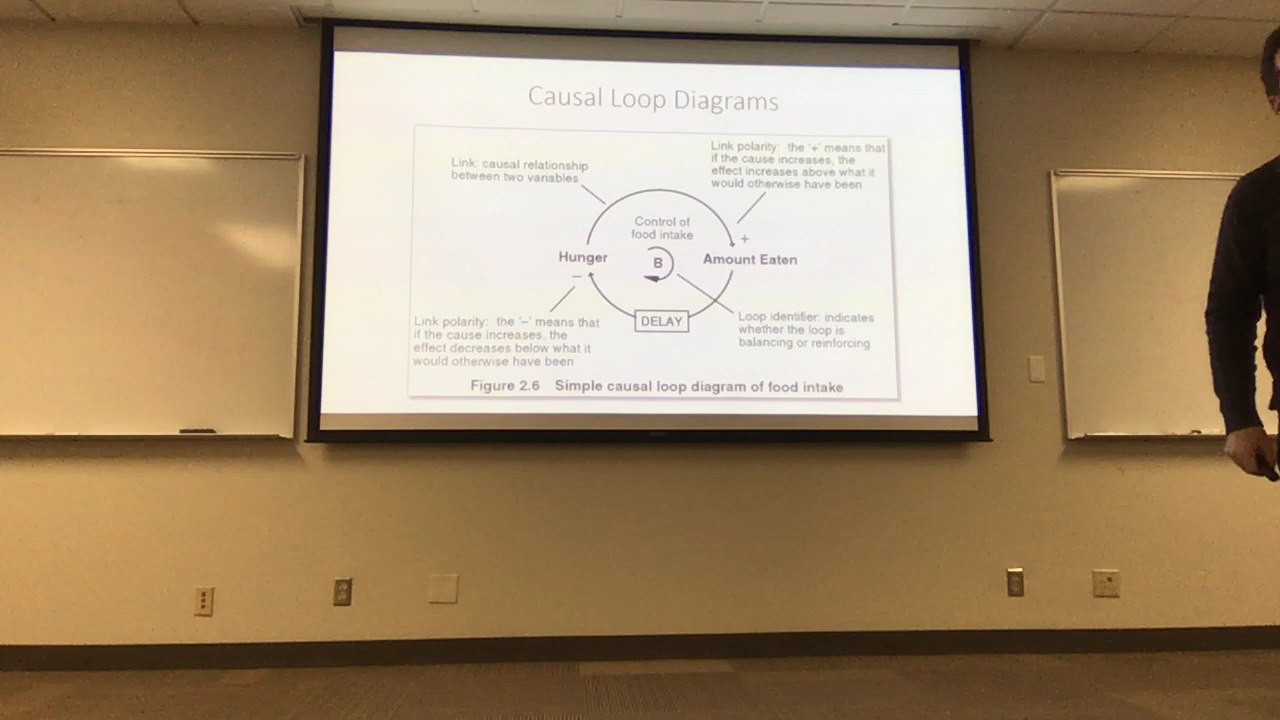 Causal Loop Diagrams
Link: causal relationship
between two variables
Link polarity: the '+' means that
if the cause increases, the
effect increases above what it
would otherwise have been
Control of
food intake
+
Hunger
B
Amount Eaten
–
DELAY
Link polarity: the '–' means that
if the cause increases, the
effect decreases below what it
would otherwise have been
Loop identifier: indicates
whether the loop is
balancing or reinforcing
Figure 2.6 Simple causal loop diagram of food intake